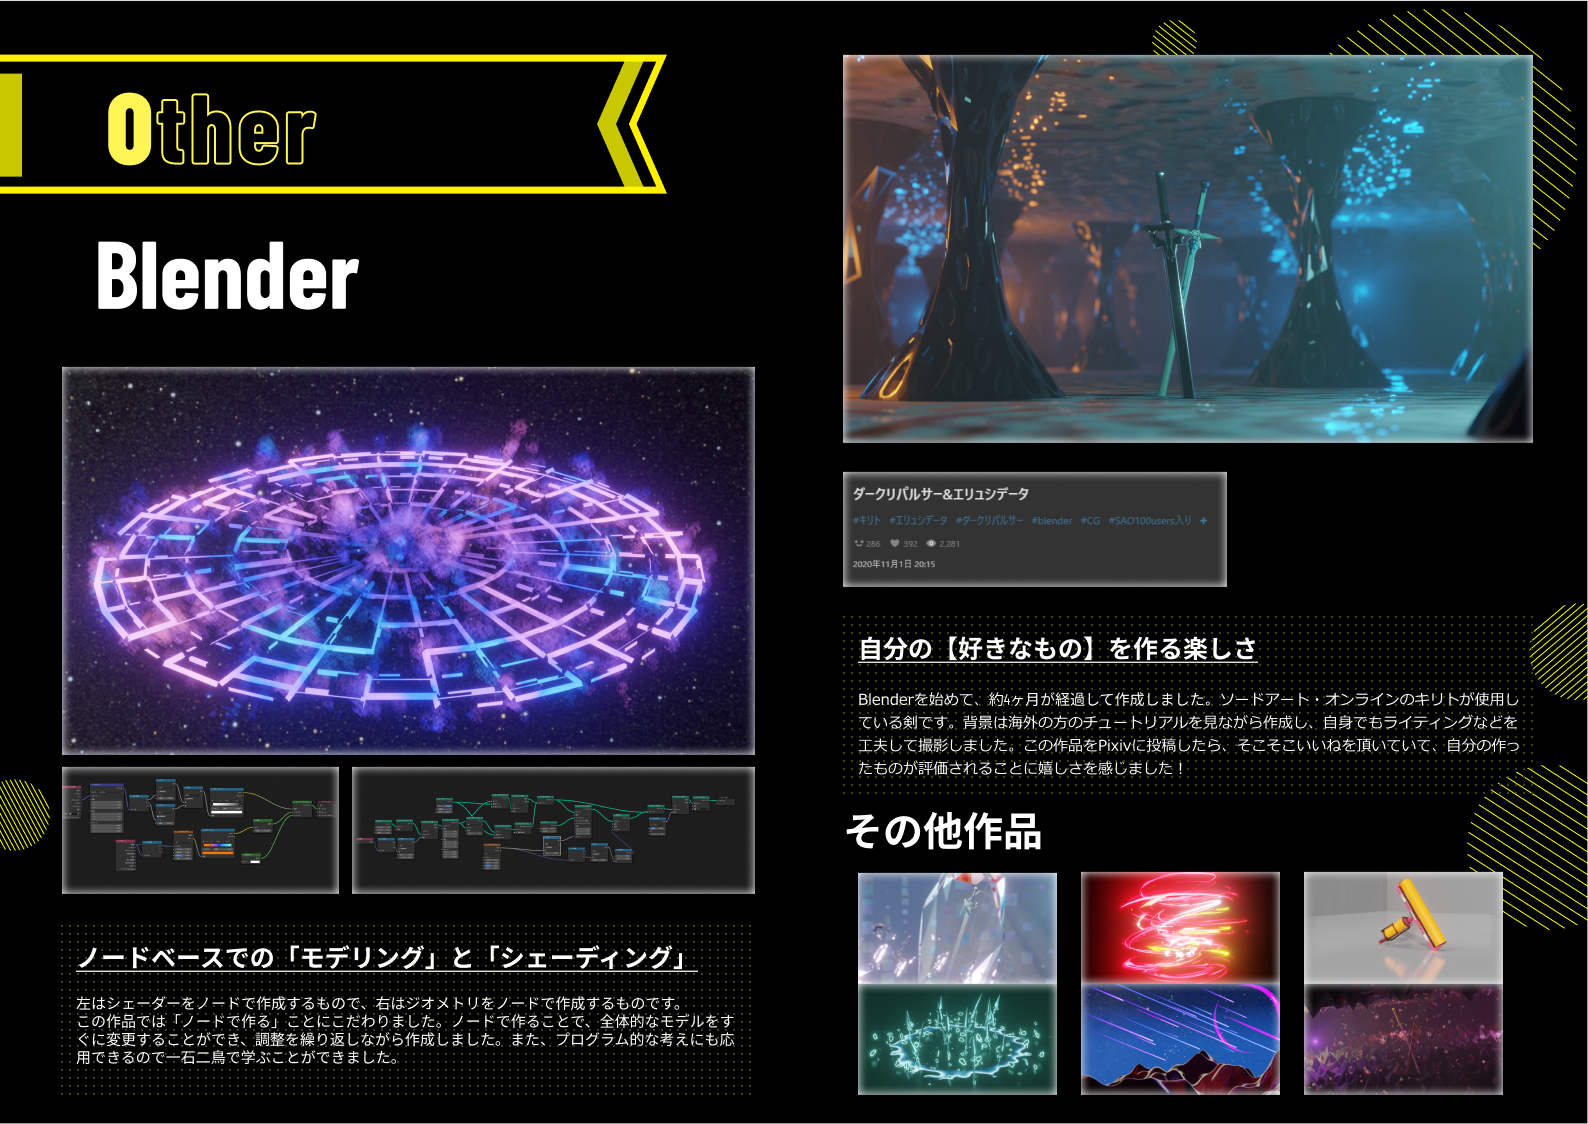 Other
Blender
ノードベースでの「モデリング」と「シェーディング」
左はシェーダーをノードで作成するもので、右はジオメトリをノードで作成するものです。
この作品では「ノードで作る」ことにこだわりました。ノードで作ることで、全体的なモデルをす
ぐに変更することができ、調整を繰り返しながら作成しました。また、プログラム的な考えにも応
用できるので一石二鳥で学ぶことができました。
ダークリパルサー&エリュシデータ
#キリト #エリュシデータ #ダークリパルサー #blender #CG #SAO100users入り +
286 392 2,281
2020年11月1日 20:15
自分の【好きなもの】を作る楽しさ
Blenderを始めて、約4ヶ月が経過して作成しました。ソードアート・オンラインのキリトが使用し
ている剣です。背景は海外の方のチュートリアルを見ながら作成し、自身でもライティングなどを
工夫して撮影しました。この作品をPixivに投稿したら、そこそこいいねを頂いていて、自分の作っ
たものが評価されることに嬉しさを感じました！
その他作品